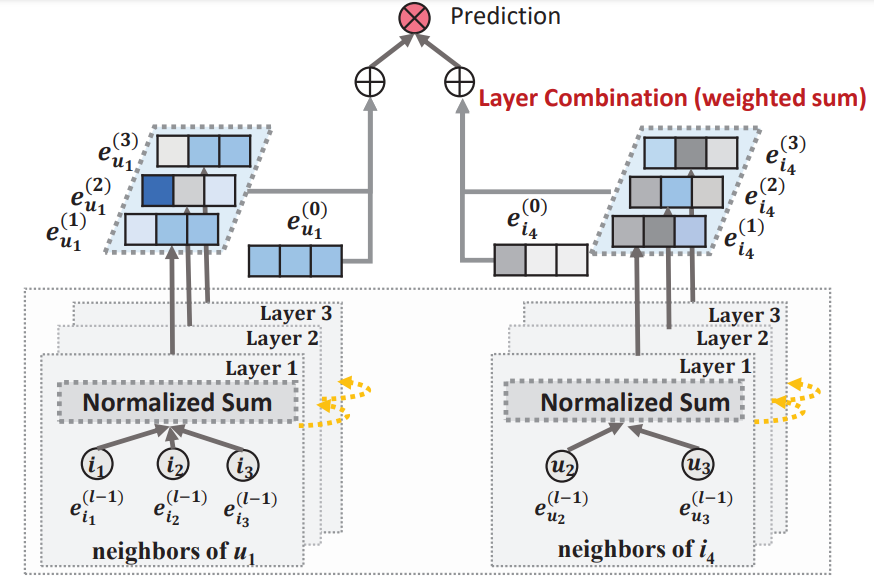 Prediction
Layer Combination (weighted sum)
e_{u_1}^{(3)}
e_{u_1}^{(2)}
e_{u_1}^{(1)}
e_{u_1}^{(0)}
e_{i_4}^{(0)}
e_{i_4}^{(3)}
e_{i_4}^{(2)}
e_{i_4}^{(1)}
Layer 3
Layer 2
Layer 1
Normalized Sum
i_1 i_2 i_3
e_{i_1}^{(l-1)} e_{i_2}^{(l-1)} e_{i_3}^{(l-1)}
neighbors of u_1
Layer 3
Layer 2
Layer 1
Normalized Sum
u_2 u_3
e_{u_2}^{(l-1)} e_{u_3}^{(l-1)}
neighbors of i_4